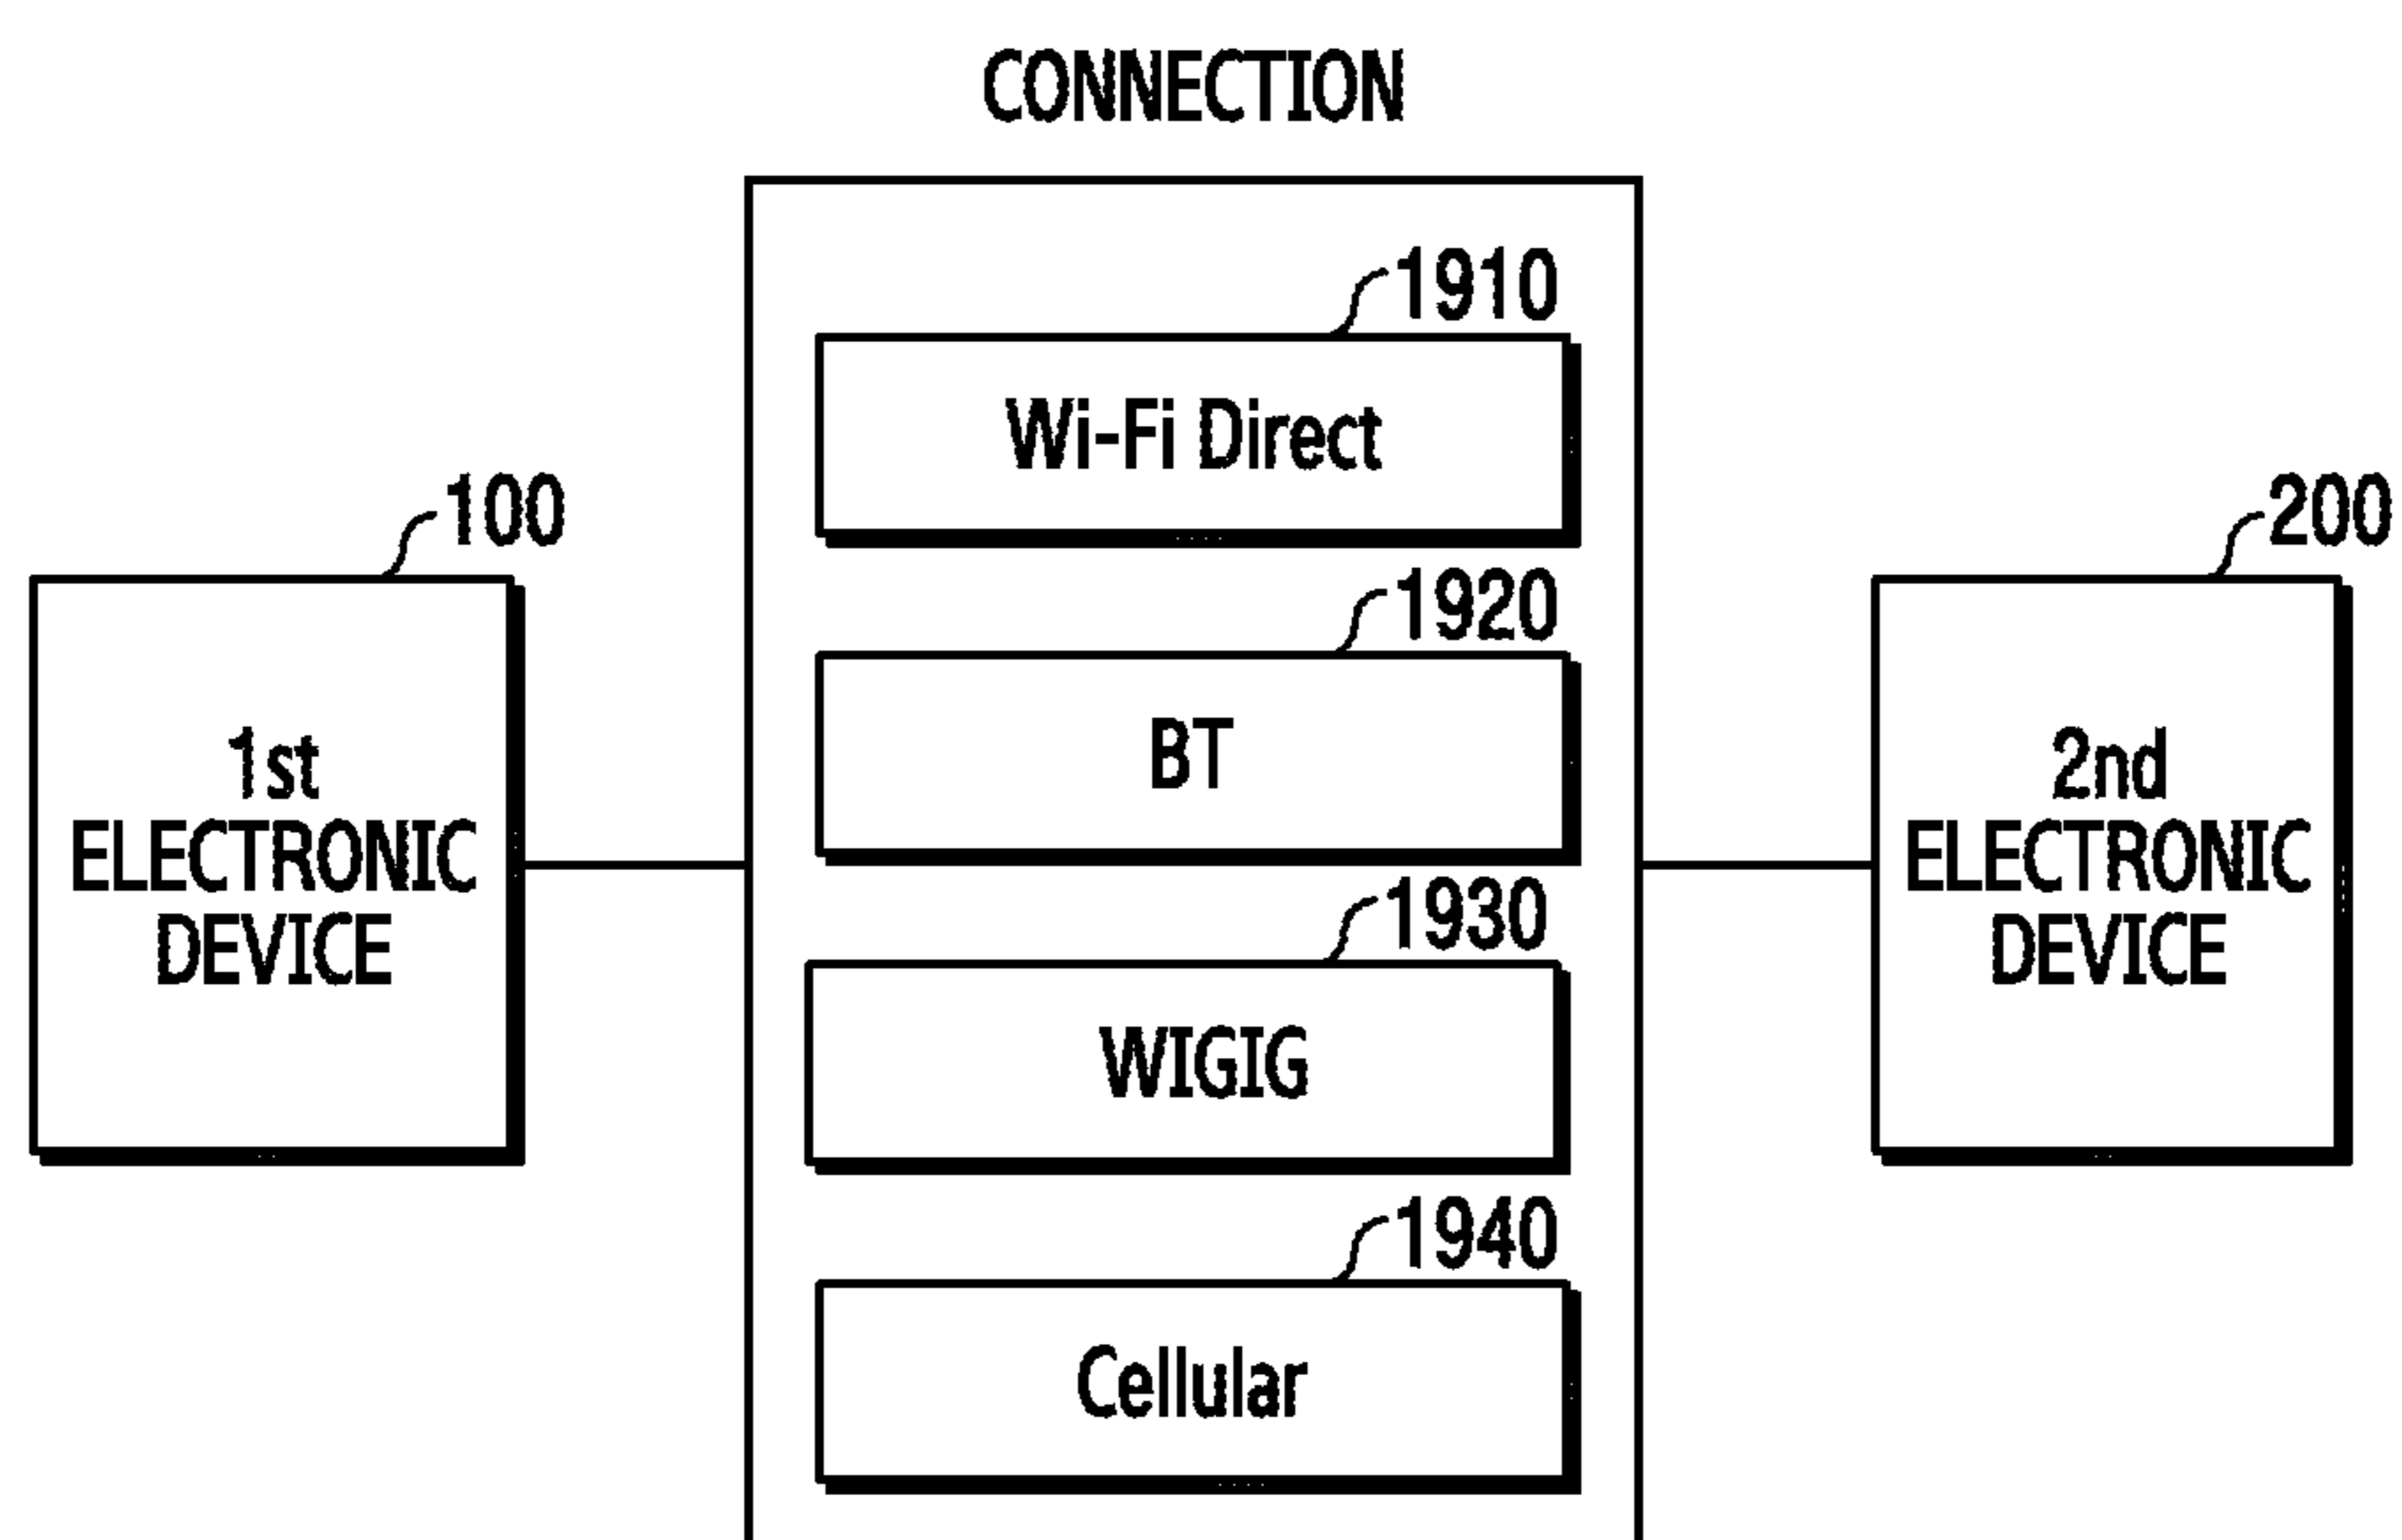 CONNECTION
1910
Wi-Fi Direct
100
200
1920
1st
ELECTRONIC
DEVICE
BT
2nd
ELECTRONIC
DEVICE
1930
WIGIG
1940
Cellular